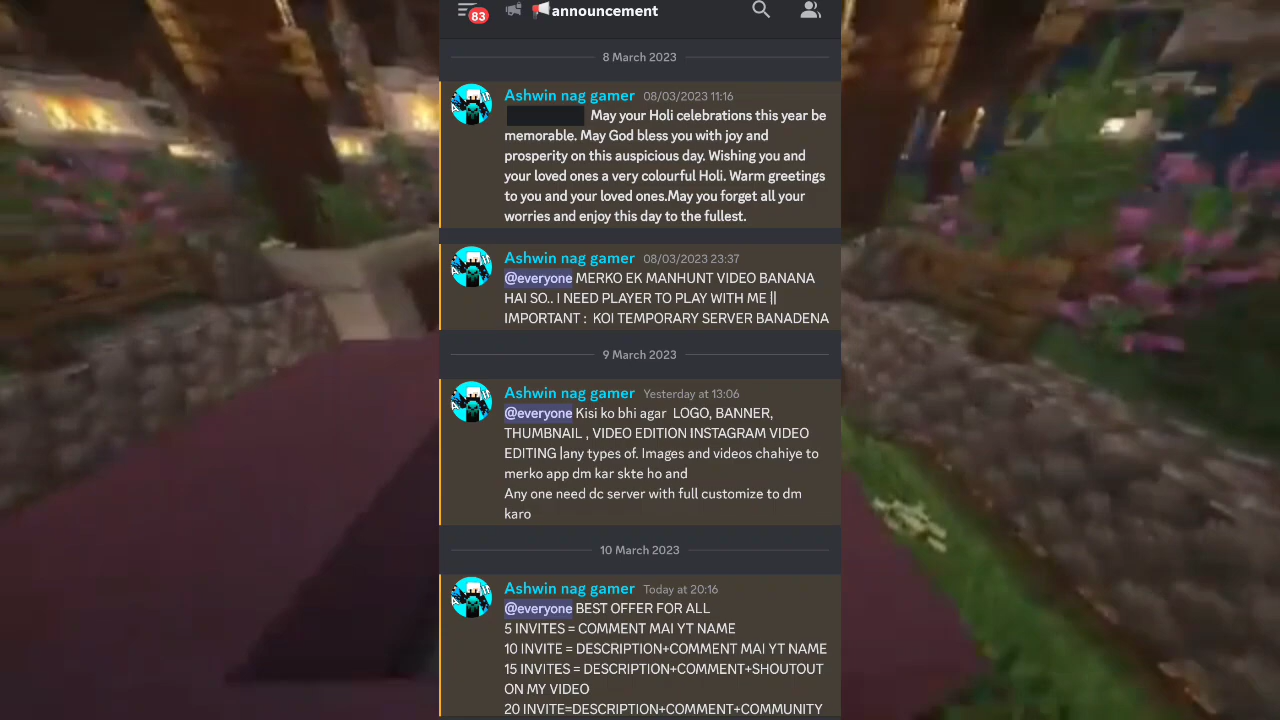 83
announcement
8 March 2023
Ashwin nag gamer 08/03/2023 11:16
May your Holi celebrations this year be
memorable. May God bless you with joy and
prosperity on this auspicious day. Wishing you and
your loved ones a very colourful Holi. Warm greetings
to you and your loved ones.May you forget all your
worries and enjoy this day to the fullest.
Ashwin nag gamer 08/03/2023 23:37
@everyone MERKO EK MANHUNT VIDEO BANANA
HAI SO.. I NEED PLAYER TO PLAY WITH ME ||
IMPORTANT : KOI TEMPORARY SERVER BANADENA
9 March 2023
Ashwin nag gamer Yesterday at 13:06
@everyone Kisi ko bhi agar LOGO, BANNER,
THUMBNAIL , VIDEO EDITION INSTAGRAM VIDEO
EDITING |any types of. Images and videos chahiye to
merko app dm kar skte ho and
Any one need dc server with full customize to dm
karo
10 March 2023
Ashwin nag gamer Today at 20:16
@everyone BEST OFFER FOR ALL
5 INVITES = COMMENT MAI YT NAME
10 INVITE = DESCRIPTION+COMMENT MAI YT NAME
15 INVITES = DESCRIPTION+COMMENT+SHOUTOUT
ON MY VIDEO
20 INVITE=DESCRIPTION+COMMENT+COMMUNITY